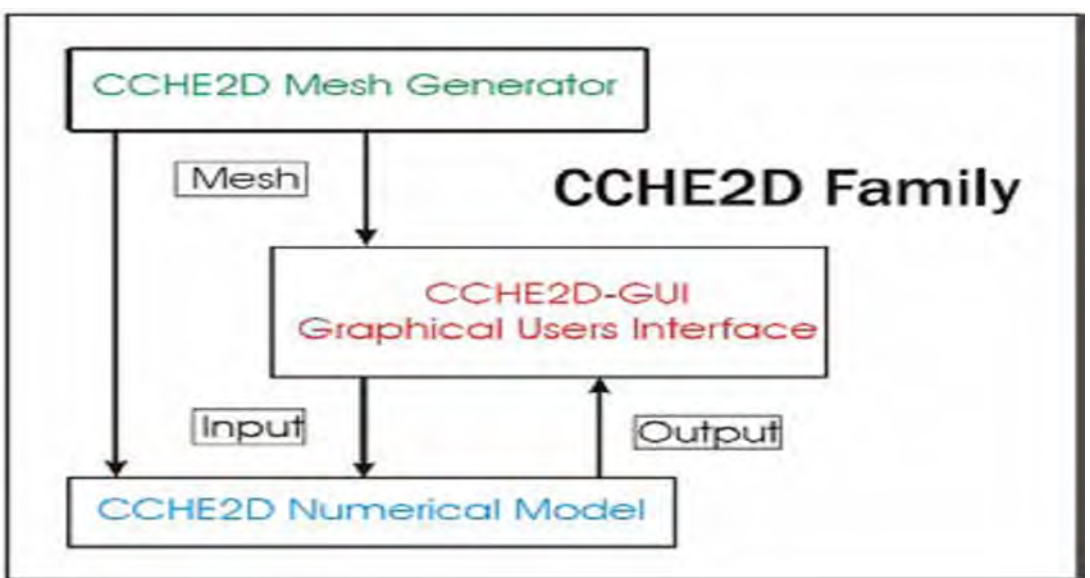 CCHE2D Mesh Generator
Mesh
CCHE2D Family
CCHE2D-GUI
Graphical Users Interface
Input
Output
CCHE2D Numerical Model